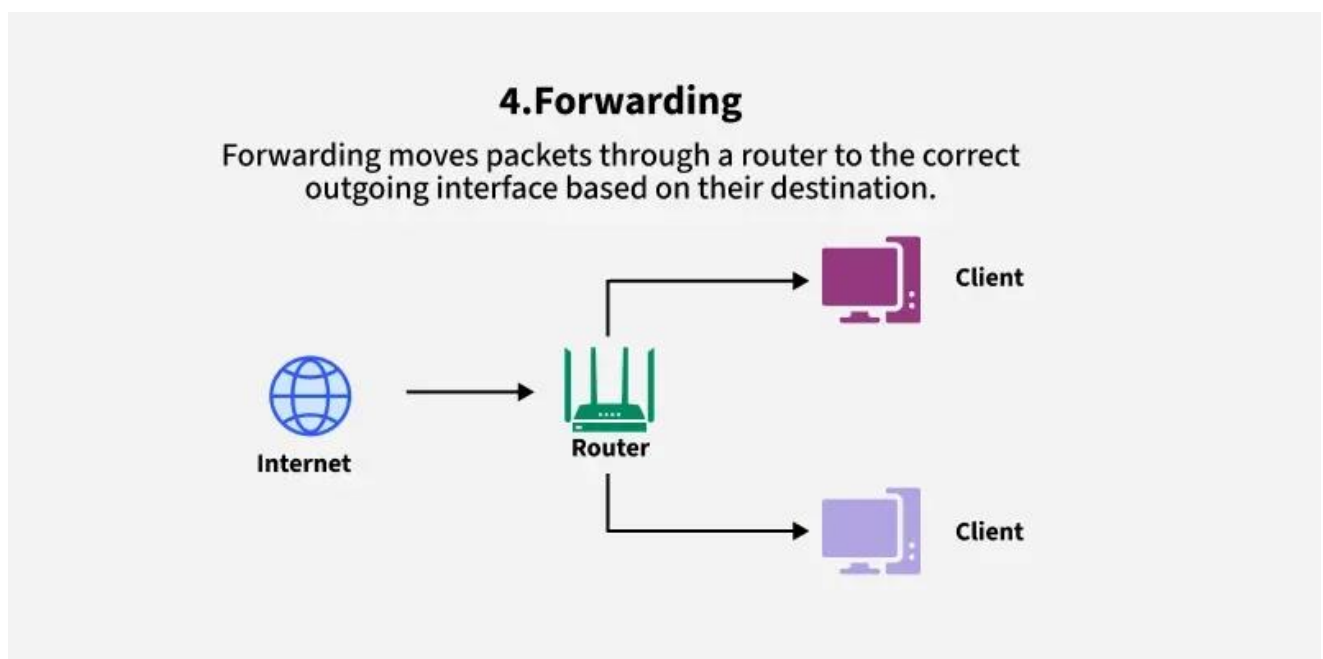 4.Forwarding
Forwarding moves packets through a router to the correct
outgoing interface based on their destination.
Client
Router
Internet
Client